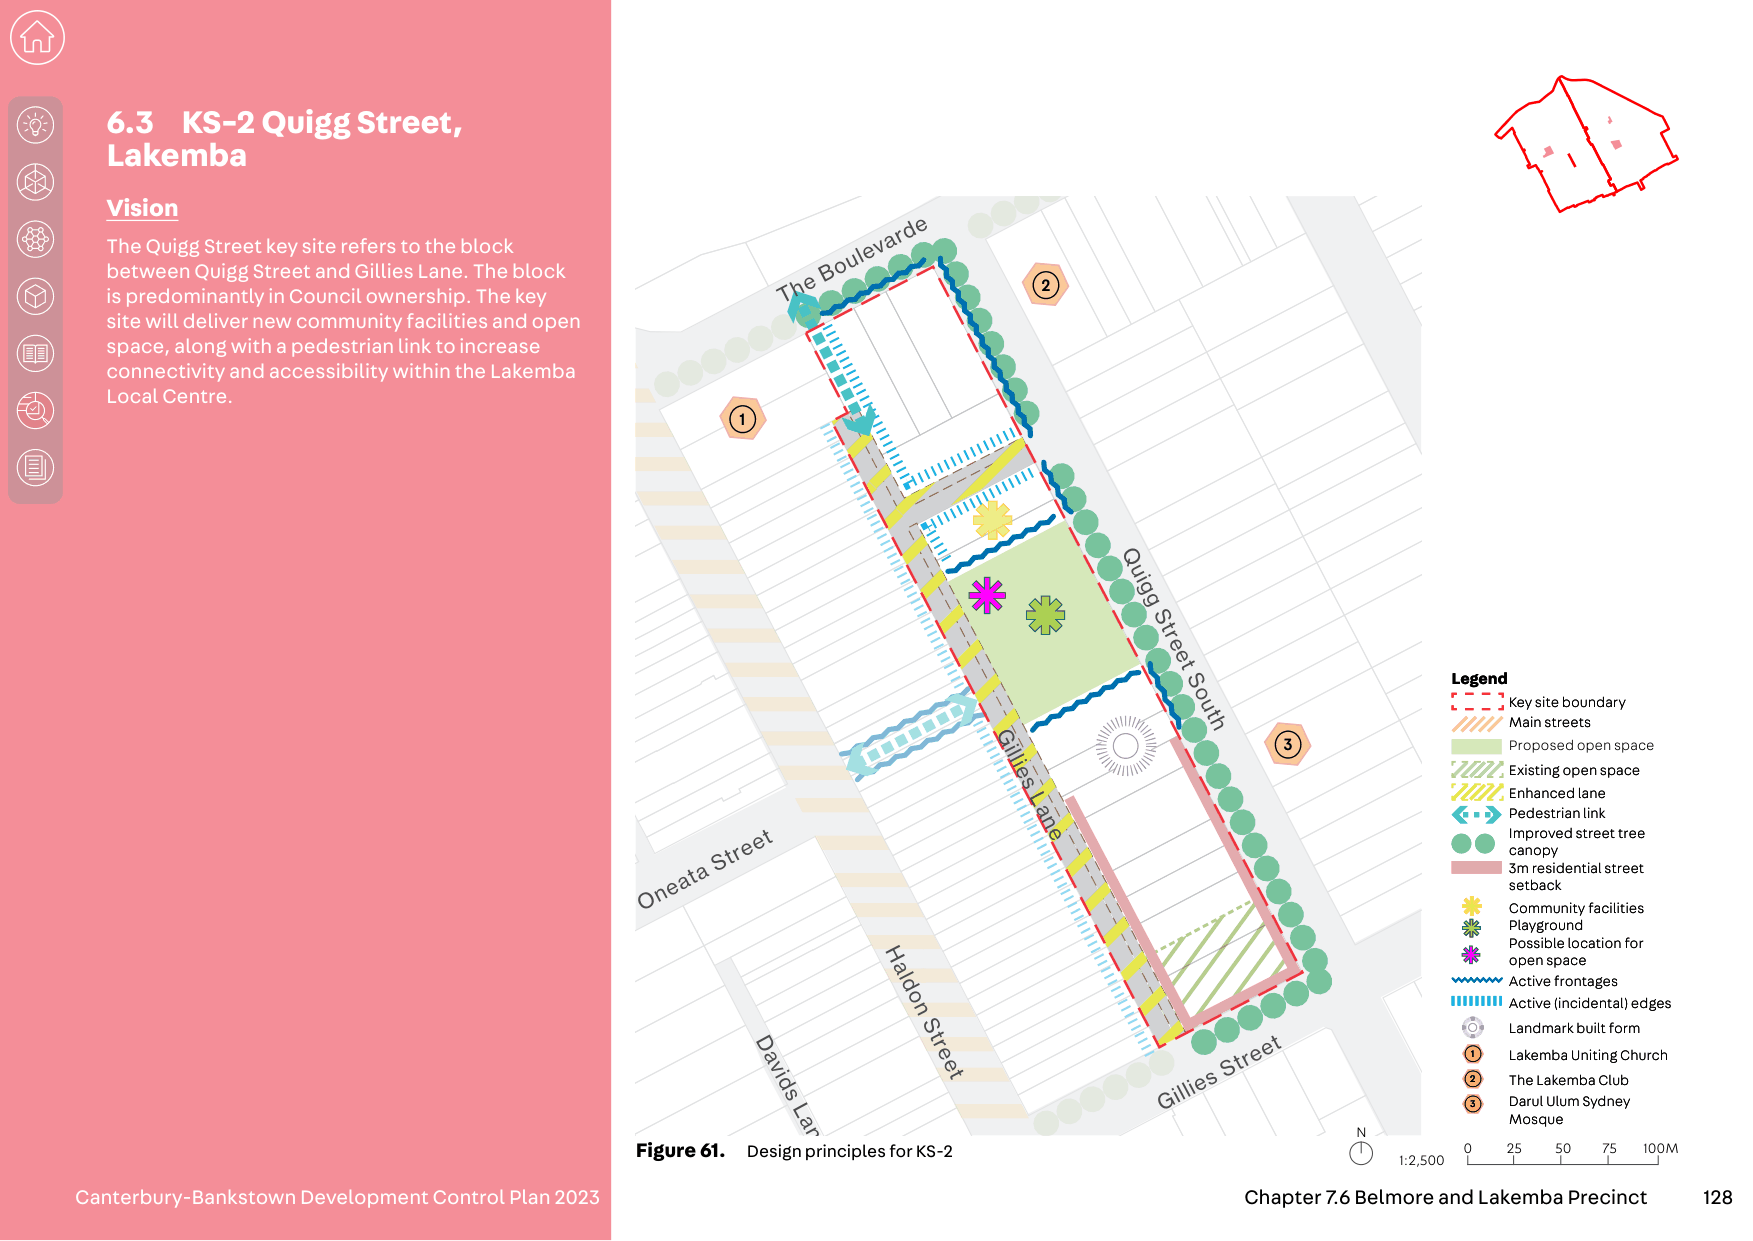 6.3 KS-2 Quigg Street,
Lakemba
Vision
The Quigg Street key site refers to the block
between Quigg Street and Gillies Lane. The block
is predominantly in Council ownership. The key
site will deliver new community facilities and open
space, along with a pedestrian link to increase
connectivity and accessibility within the Lakemba
Local Centre.
The Boulevarde
2
1
Quigg Street South
Gillies Lane
3
Oneata Street
Haldon Street
Davids Lan
Gillies Street
Legend
Key site boundary
Main streets
Proposed open space
Existing open space
Enhanced lane
Pedestrian link
Improved street tree
canopy
3m residential street
setback
Community facilities
Playground
Possible location for
open space
Active frontages
Active (incidental) edges
Landmark built form
1 Lakemba Uniting Church
2 The Lakemba Club
3 Darul Ulum Sydney
Mosque
Figure 61. Design principles for KS-2
N
1:2,500
0 25 50 75 100M
Canterbury-Bankstown Development Control Plan 2023
Chapter 7.6 Belmore and Lakemba Precinct 128